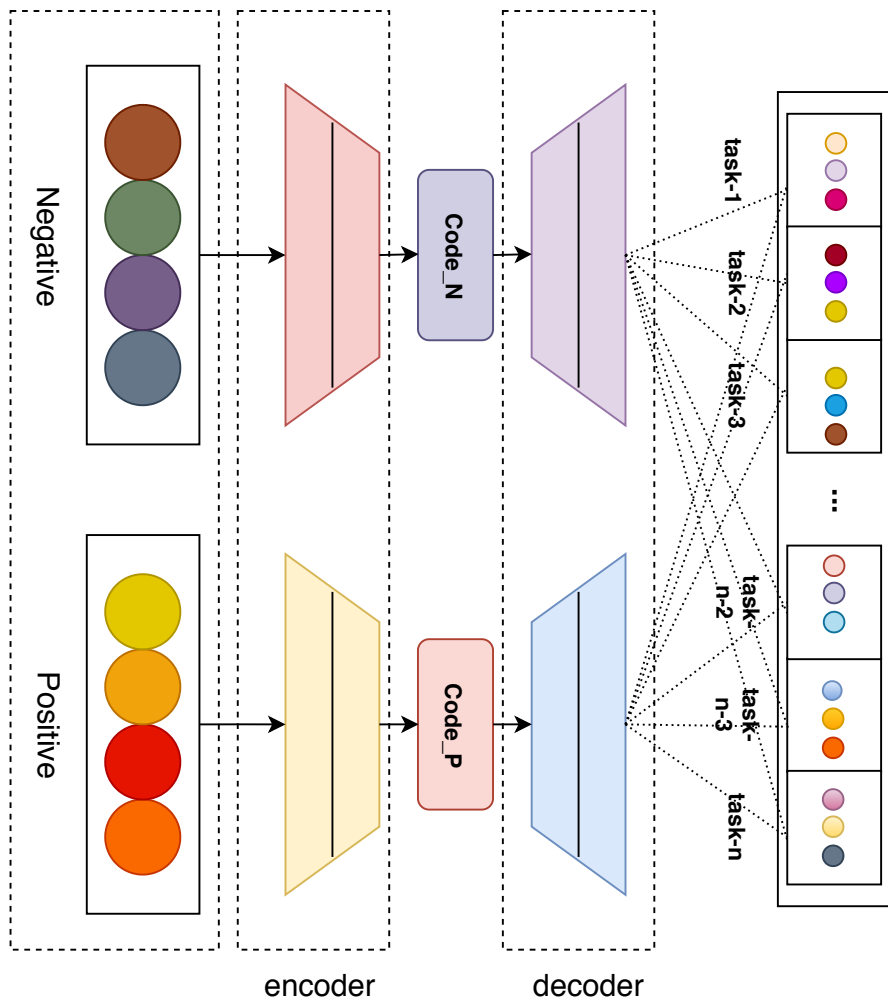 Negative
Positive
Code_N
Code_P
task-1
task-2
task-3
...
task-
n-2
task-
n-3
task-n
encoder
decoder